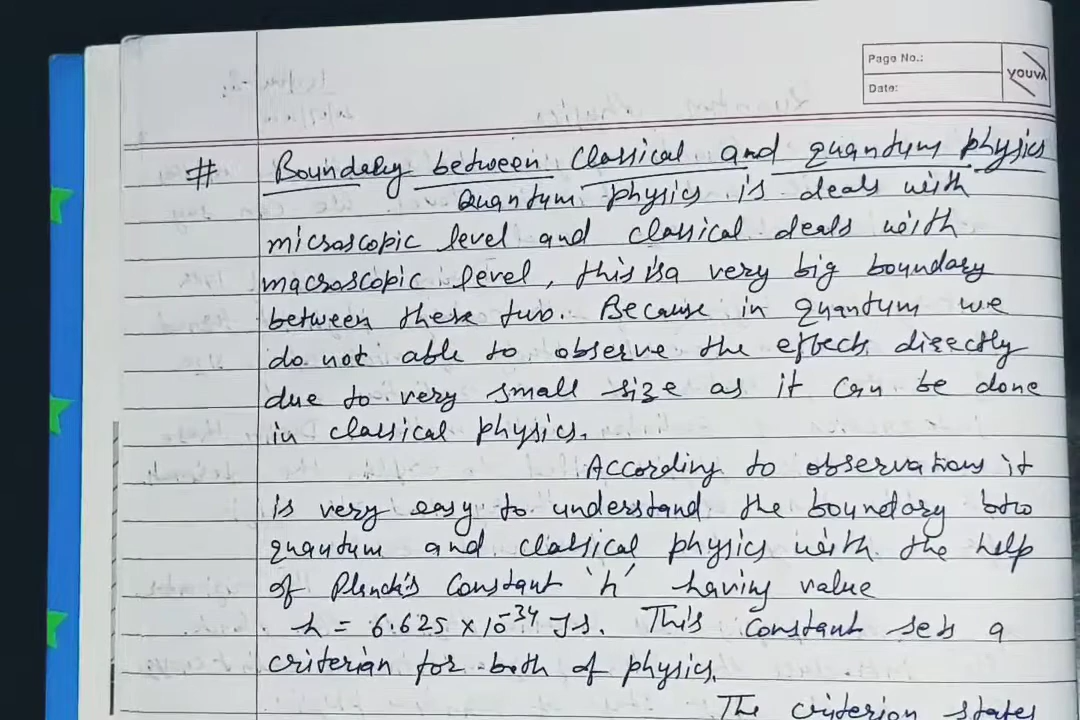 Page No.:
Date:
youvA
# Boundary between Classical and quantum physics
Quantum physics is deals with
microscopic level and classical deals with
macroscopic level, this is a very big boundary
between these two. Because in quantum we
do not able to observe the effects directly
due to very small size as it can be done
in classical physics.
According to observations it
is very easy to understand the boundary btw
quantum and classical physics with the help
of Planck's Constant 'h' having value
h = 6.625 × 10⁻³⁴ Js. This constant sets a
criterian for both of physics.
The criterion states